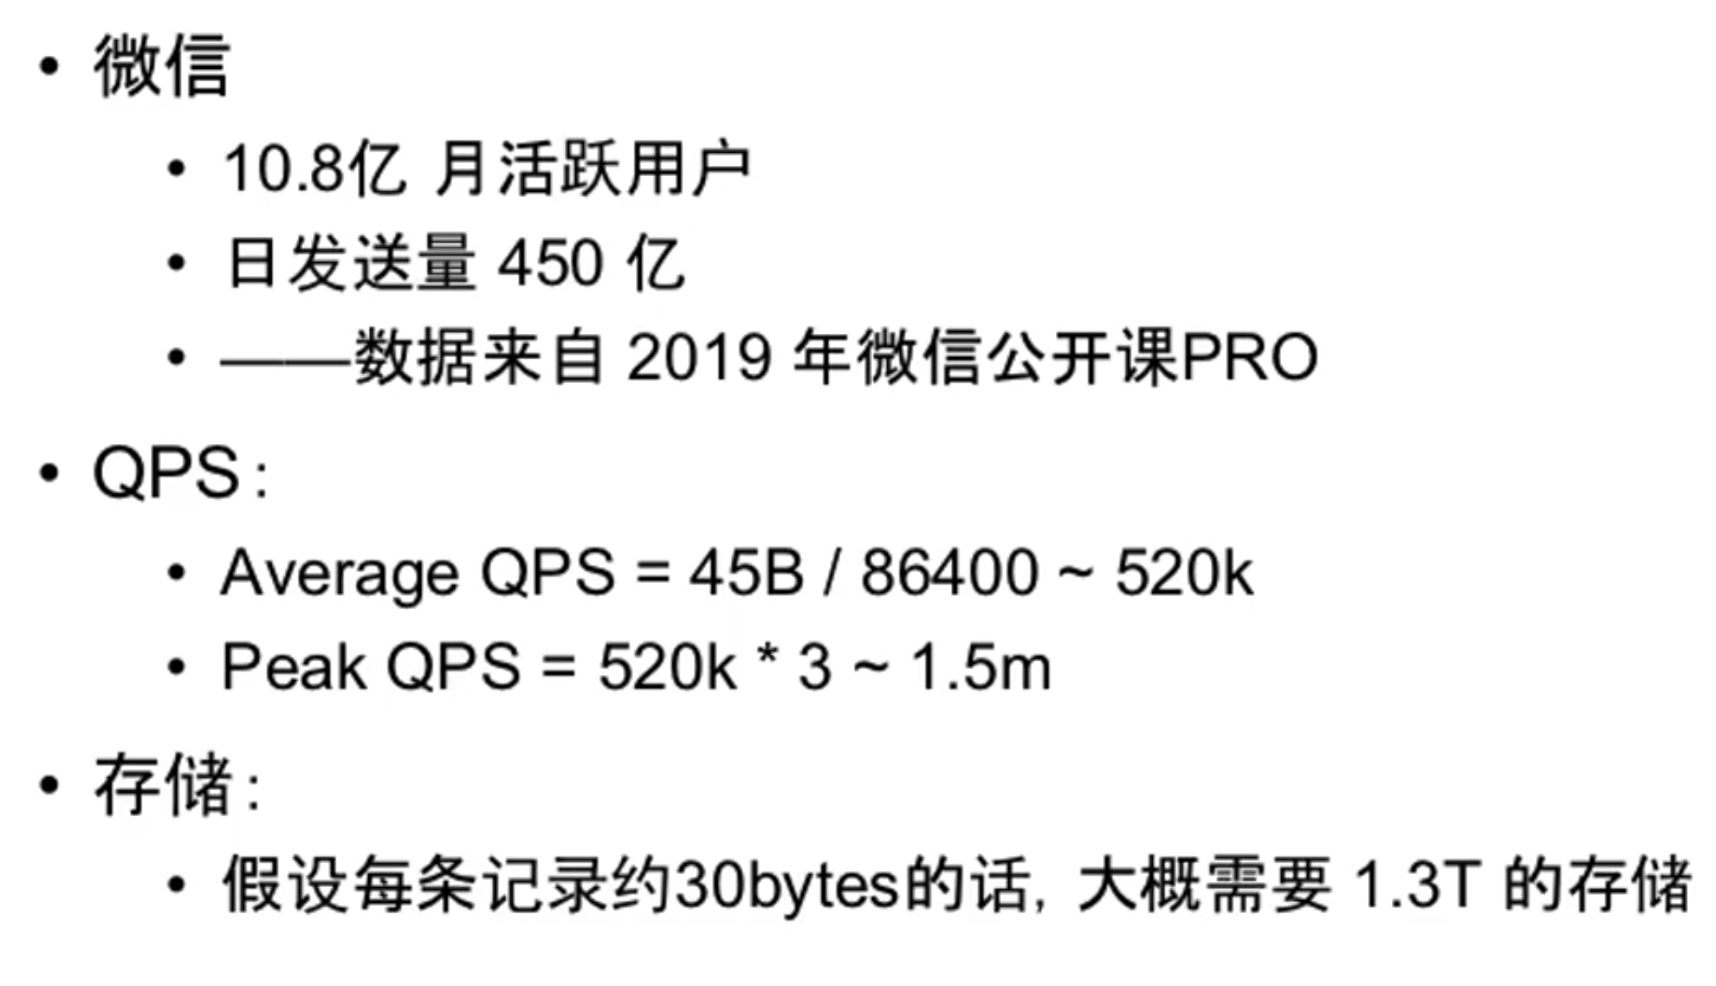 • 微信
• 10.8亿 月活跃用户
• 日发送量 450 亿
• ——数据来自 2019 年微信公开课PRO
• QPS:
• Average QPS = 45B / 86400 ~ 520k
• Peak QPS = 520k * 3 ~ 1.5m
• 存储:
• 假设每条记录约30bytes的话, 大概需要 1.3T 的存储